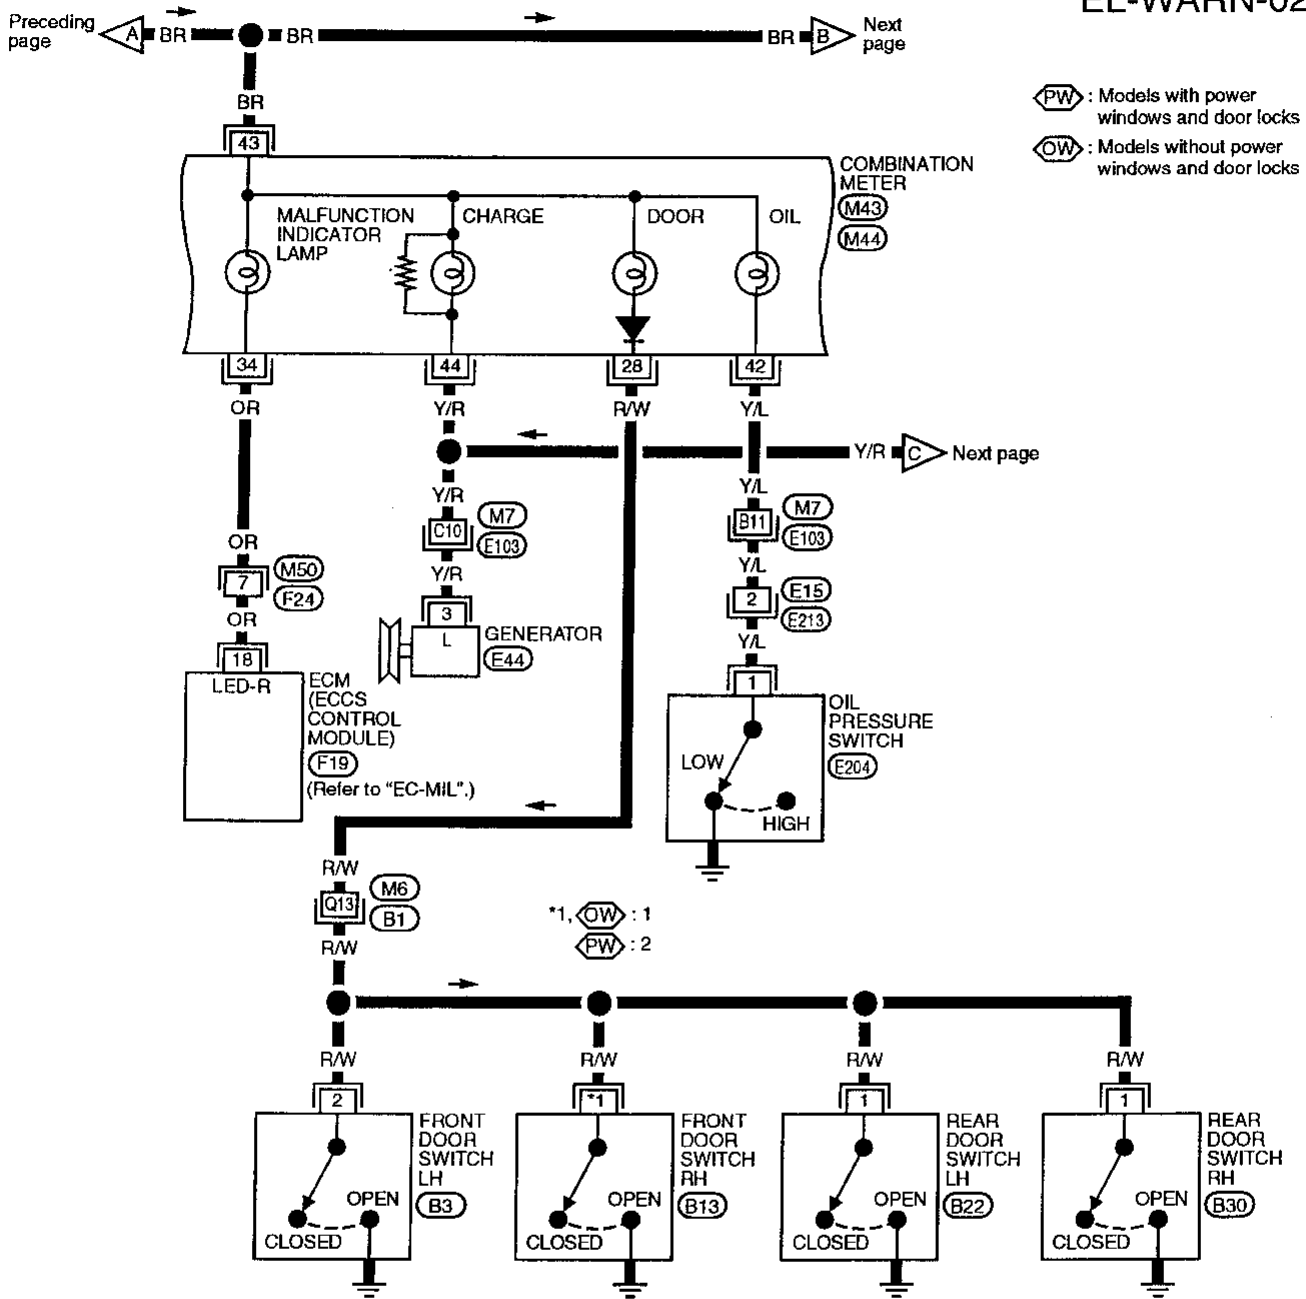 EL-WARN-02
Preceding
page
A
BR
BR
BR
B
Next
page
BR
43
PW : Models with power
windows and door locks
OW : Models without power
windows and door locks
COMBINATION
METER
M43
M44
MALFUNCTION
INDICATOR
LAMP
CHARGE
DOOR
OIL
34
44
28
42
OR
Y/R
R/W
Y/L
Y/R
C
Next page
OR
7
M50
F24
OR
18
LED-R
ECM
(ECCS
CONTROL
MODULE)
F19
(Refer to "EC-MIL".)
Y/R
C10
M7
E103
Y/R
3
L
GENERATOR
E44
Y/L
B11
M7
E103
Y/L
2
E15
E213
Y/L
1
OIL
PRESSURE
SWITCH
E204
LOW
HIGH
R/W
Q13
M6
B1
R/W
*1, OW : 1
PW : 2
R/W
R/W
R/W
R/W
2
*1
1
1
FRONT
DOOR
SWITCH
LH
B3
OPEN
CLOSED
FRONT
DOOR
SWITCH
RH
B13
OPEN
CLOSED
REAR
DOOR
SWITCH
LH
B22
OPEN
CLOSED
REAR
DOOR
SWITCH
RH
B30
OPEN
CLOSED